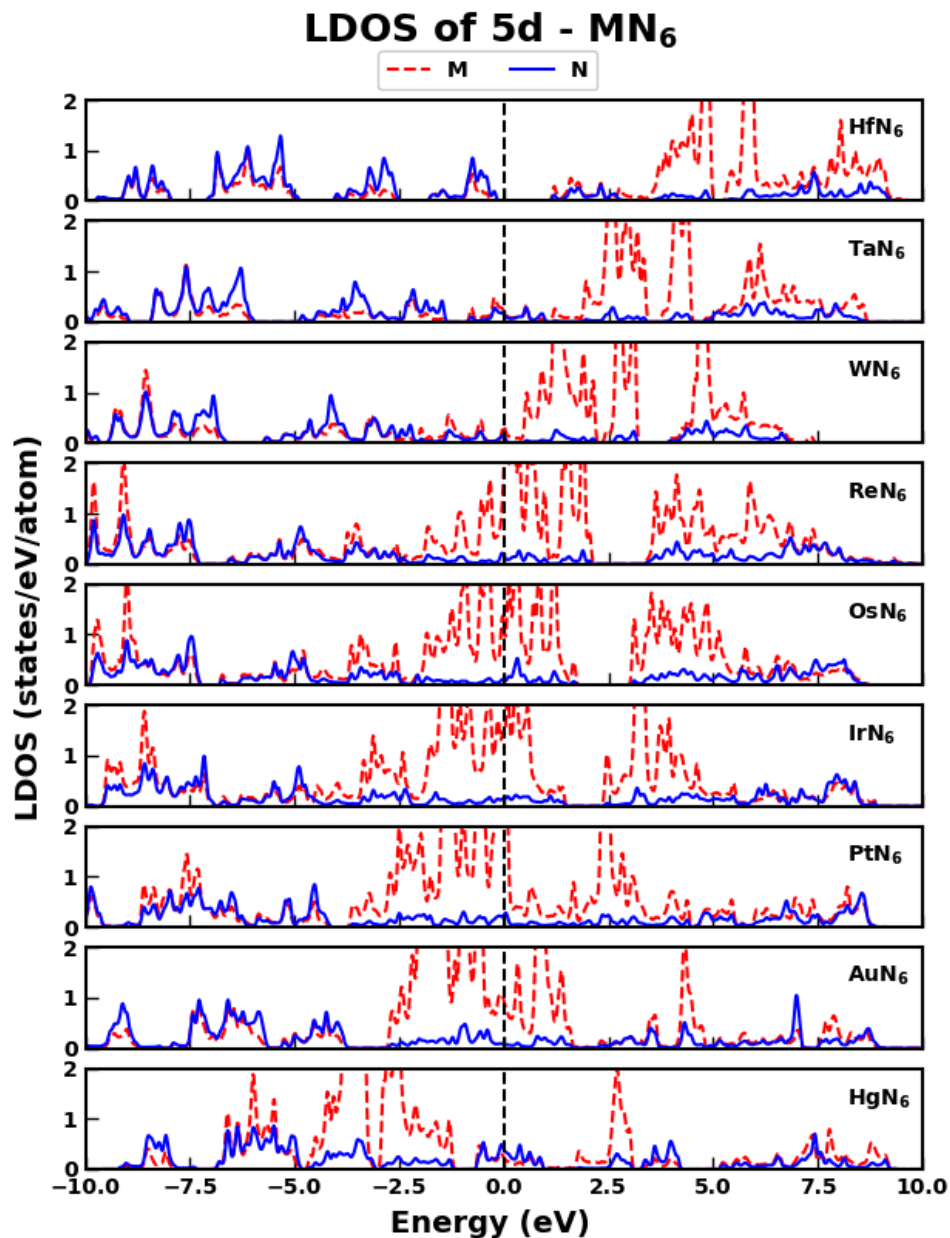 LDOS of 5d - MN₆
M N
2
1
0
HfN₆
2
1
0
TaN₆
2
1
0
WN₆
2
1
0
ReN₆
2
1
0
OsN₆
2
1
0
IrN₆
2
1
0
PtN₆
2
1
0
AuN₆
2
1
0
HgN₆
LDOS (states/eV/atom)
−10.0 −7.5 −5.0 −2.5 0.0 2.5 5.0 7.5 10.0
Energy (eV)